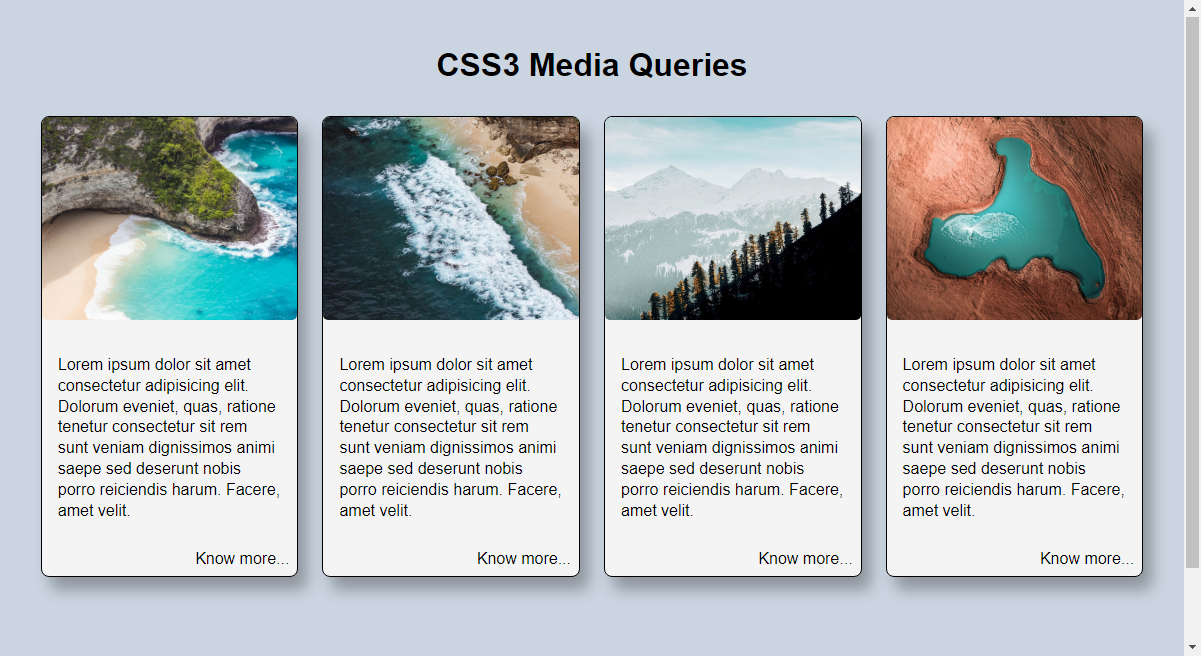 CSS3 Media Queries
Lorem ipsum dolor sit amet
consectetur adipisicing elit.
Dolorum eveniet, quas, ratione
tenetur consectetur sit rem
sunt veniam dignissimos animi
saepe sed deserunt nobis
porro reiciendis harum. Facere,
amet velit.
Know more...
Lorem ipsum dolor sit amet
consectetur adipisicing elit.
Dolorum eveniet, quas, ratione
tenetur consectetur sit rem
sunt veniam dignissimos animi
saepe sed deserunt nobis
porro reiciendis harum. Facere,
amet velit.
Know more...
Lorem ipsum dolor sit amet
consectetur adipisicing elit.
Dolorum eveniet, quas, ratione
tenetur consectetur sit rem
sunt veniam dignissimos animi
saepe sed deserunt nobis
porro reiciendis harum. Facere,
amet velit.
Know more...
Lorem ipsum dolor sit amet
consectetur adipisicing elit.
Dolorum eveniet, quas, ratione
tenetur consectetur sit rem
sunt veniam dignissimos animi
saepe sed deserunt nobis
porro reiciendis harum. Facere,
amet velit.
Know more...